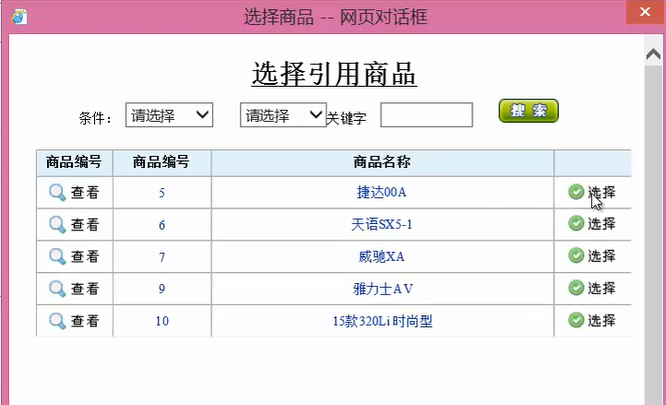 选择商品 -- 网页对话框
选择引用商品
条件： 请选择 请选择 关键字 搜 索
商品编号 商品编号 商品名称
查看 5 捷达00A 选择
查看 6 天语SX5-1 选择
查看 7 威驰XA 选择
查看 9 雅力士AV 选择
查看 10 15款320Li时尚型 选择